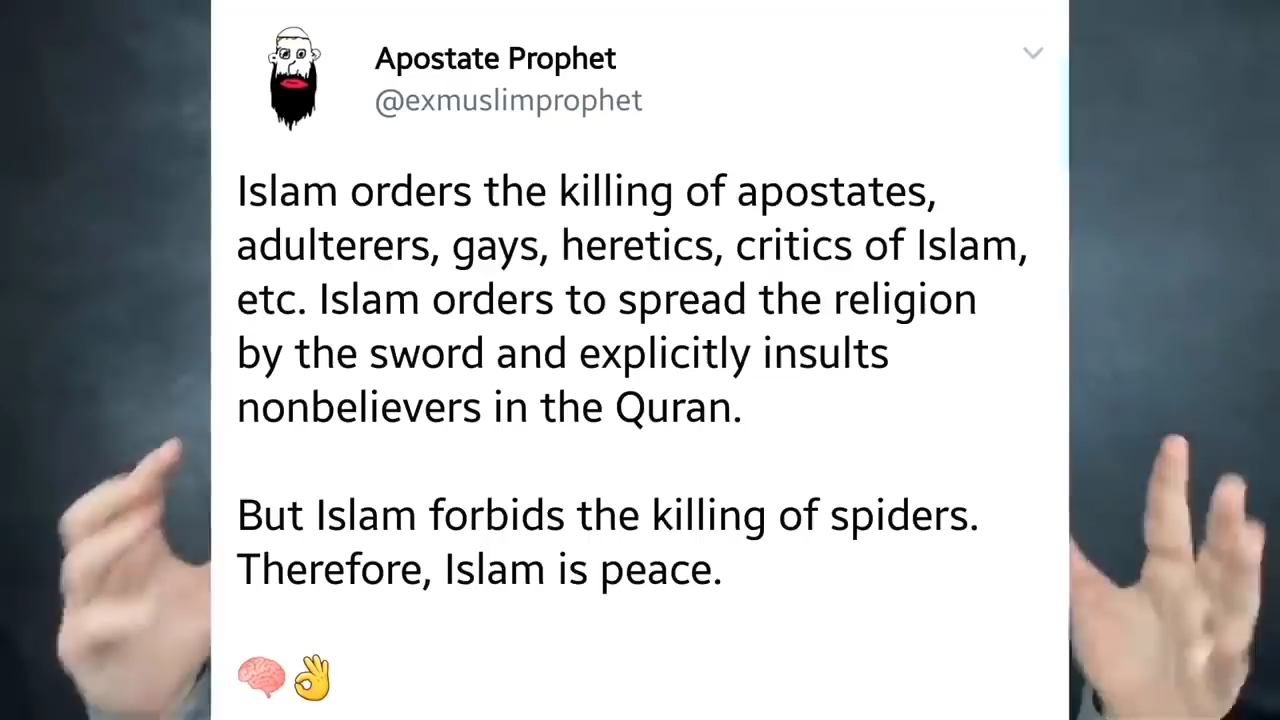 Apostate Prophet
@exmuslimprophet
Islam orders the killing of apostates,
adulterers, gays, heretics, critics of Islam,
etc. Islam orders to spread the religion
by the sword and explicitly insults
nonbelievers in the Quran.
But Islam forbids the killing of spiders.
Therefore, Islam is peace.
🧠👌